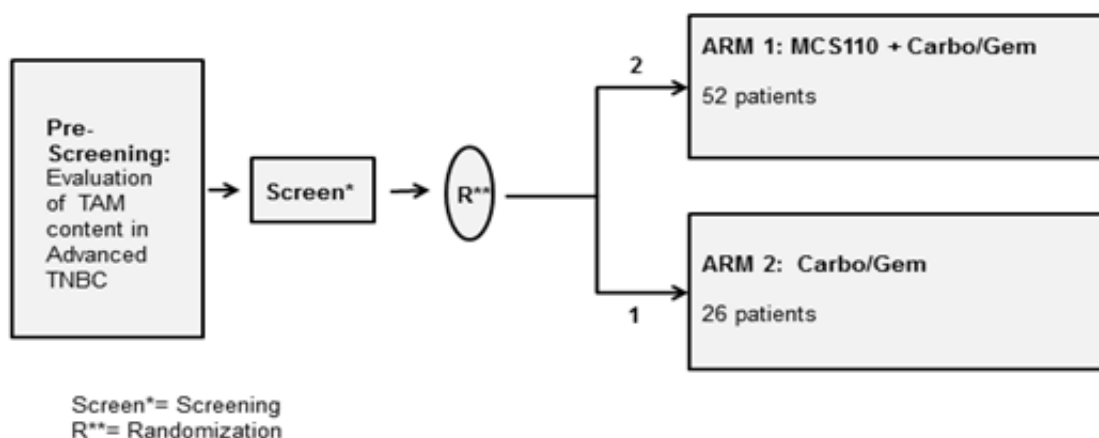 Pre-
Screening:
Evaluation
of TAM
content in
Advanced
TNBC
Screen*
R**
2
1
ARM 1: MCS110 + Carbo/Gem
52 patients
ARM 2: Carbo/Gem
26 patients
Screen*= Screening
R**= Randomization